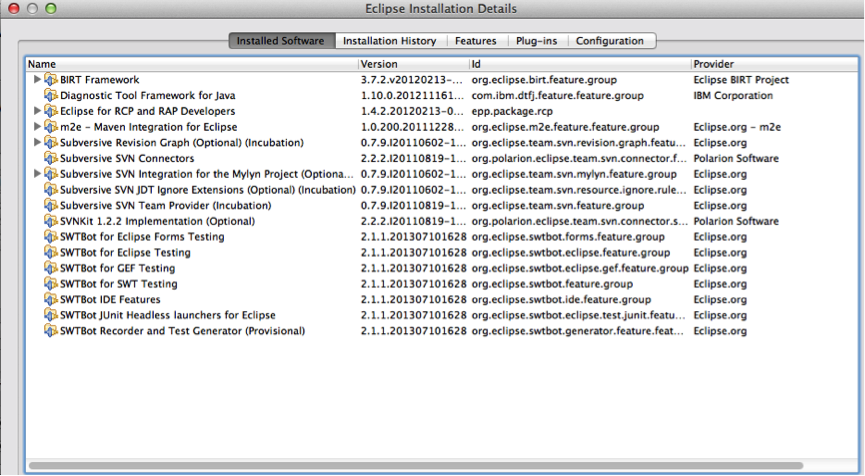 Eclipse Installation Details
Installed Software Installation History Features Plug-ins Configuration
Name Version Id Provider
BIRT Framework 3.7.2.v20120213-... org.eclipse.birt.feature.group Eclipse BIRT Project
Diagnostic Tool Framework for Java 1.10.0.201211161... com.ibm.dtfj.feature.feature.group IBM Corporation
Eclipse for RCP and RAP Developers 1.4.2.20120213-0... epp.package.rcp
m2e - Maven Integration for Eclipse 1.0.200.20111228... org.eclipse.m2e.feature.feature.group Eclipse.org - m2e
Subversive Revision Graph (Optional) (Incubation) 0.7.9.I20110602-1... org.eclipse.team.svn.revision.graph.featu... Eclipse.org
Subversive SVN Connectors 2.2.2.I20110819-1... org.polarion.eclipse.team.svn.connector.f... Polarion Software
Subversive SVN Integration for the Mylyn Project (Optiona... 0.7.9.I20110602-1... org.eclipse.team.svn.mylyn.feature.group Eclipse.org
Subversive SVN JDT Ignore Extensions (Optional) (Incubation) 0.7.9.I20110602-1... org.eclipse.team.svn.resource.ignore.rule... Eclipse.org
Subversive SVN Team Provider (Incubation) 0.7.9.I20110602-1... org.eclipse.team.svn.feature.group Eclipse.org
SVNKit 1.2.2 Implementation (Optional) 2.2.2.I20110819-1... org.polarion.eclipse.team.svn.connector.s... Polarion Software
SWTBot for Eclipse Forms Testing 2.1.1.201307101628 org.eclipse.swtbot.forms.feature.group Eclipse.org
SWTBot for Eclipse Testing 2.1.1.201307101628 org.eclipse.swtbot.eclipse.feature.group Eclipse.org
SWTBot for GEF Testing 2.1.1.201307101628 org.eclipse.swtbot.eclipse.gef.feature.group Eclipse.org
SWTBot for SWT Testing 2.1.1.201307101628 org.eclipse.swtbot.feature.group Eclipse.org
SWTBot IDE Features 2.1.1.201307101628 org.eclipse.swtbot.ide.feature.group Eclipse.org
SWTBot JUnit Headless launchers for Eclipse 2.1.1.201307101628 org.eclipse.swtbot.eclipse.test.junit.featu... Eclipse.org
SWTBot Recorder and Test Generator (Provisional) 2.1.1.201307101628 org.eclipse.swtbot.generator.feature.feat... Eclipse.org